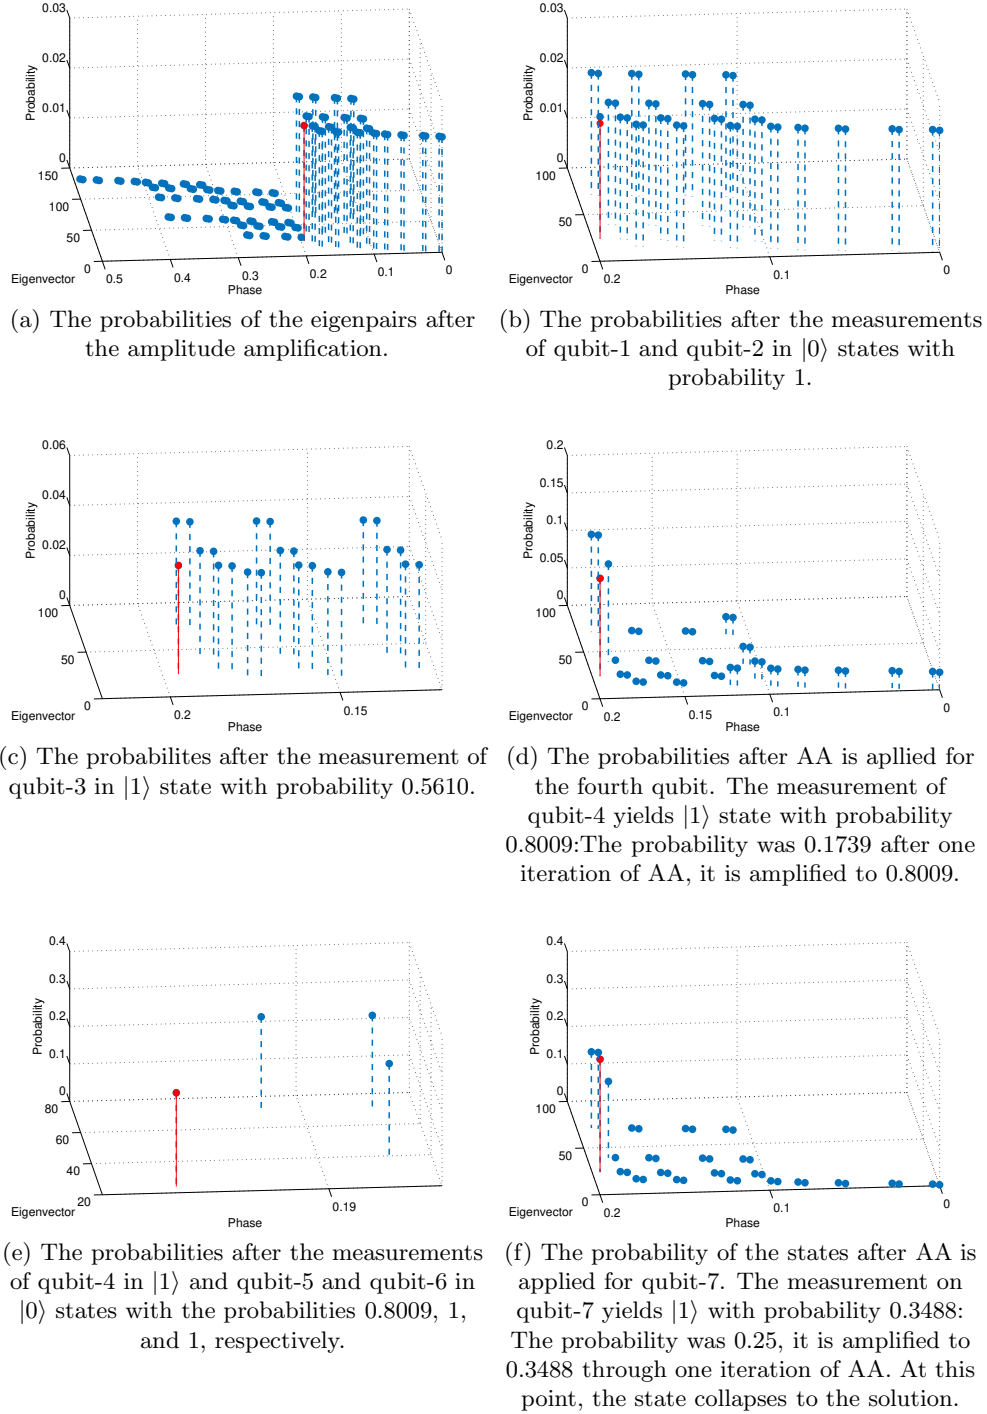 0.03
0.02
0.01
0
150
100
50
0
0.5
0.4
0.3
0.2
0.1
0
Probability
Eigenvector
Phase
(a) The probabilities of the eigenpairs after
the amplitude amplification.
0.03
0.02
0.01
0
100
50
0
0.2
0.1
0
Probability
Eigenvector
Phase
(b) The probabilities after the measurements
of qubit-1 and qubit-2 in |0⟩ states with
probability 1.
0.06
0.04
0.02
0
100
50
0
0.2
0.15
Probability
Eigenvector
Phase
(c) The probabilites after the measurement of
qubit-3 in |1⟩ state with probability 0.5610.
0.2
0.15
0.1
0.05
0
100
50
0
0.2
0.15
0.1
0
Probability
Eigenvector
Phase
(d) The probabilities after AA is apllied for
the fourth qubit. The measurement of
qubit-4 yields |1⟩ state with probability
0.8009:The probability was 0.1739 after one
iteration of AA, it is amplified to 0.8009.
0.4
0.3
0.2
0.1
0
80
60
40
20
0.19
Probability
Eigenvector
Phase
(e) The probabilities after the measurements
of qubit-4 in |1⟩ and qubit-5 and qubit-6 in
|0⟩ states with the probabilities 0.8009, 1,
and 1, respectively.
0.4
0.3
0.2
0.1
0
100
50
0
0.2
0.1
0
Probability
Eigenvector
Phase
(f) The probability of the states after AA is
applied for qubit-7. The measurement on
qubit-7 yields |1⟩ with probability 0.3488:
The probability was 0.25, it is amplified to
0.3488 through one iteration of AA. At this
point, the state collapses to the solution.